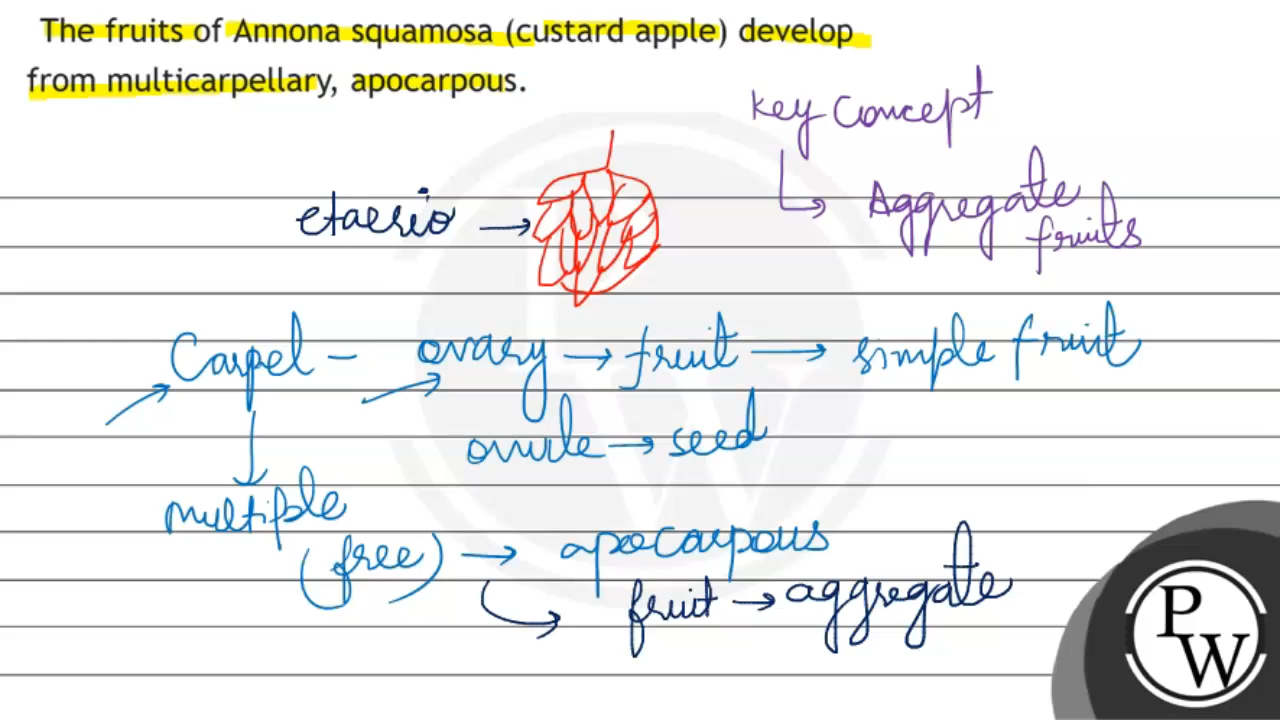 The fruits of Annona squamosa (custard apple) develop
from multicarpellary, apocarpous.
Key Concept
Aggregate
fruits
etaerio →
Carpel – ovary → fruit → simple fruit
ovule → seed
multiple
(free) → apocarpous
fruit → aggregate
P
W